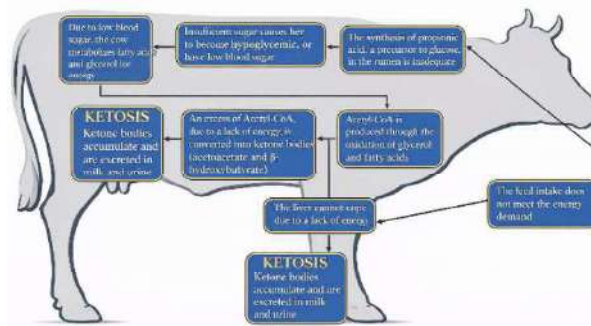 Due to low blood
sugar, the cow
metabolizes fatty acids
and glycerol for
energy
Insufficient sugar causes her
to become hypoglycemic, or
have low blood sugar
The synthesis of propionic
acid, a precursor to glucose,
in the rumen is inadequate
KETOSIS
Ketone bodies
accumulate and
are excreted in
milk and urine
An excess of Acetyl-CoA,
due to a lack of energy, is
converted into ketone bodies
(acetoacetate and β-
hydroxybutyrate)
Acetyl-CoA is
produced through the
oxidation of glycerol
and fatty acids
The feed intake does
not meet the energy
demand
The liver cannot cope
due to a lack of energy
KETOSIS
Ketone bodies
accumulate and are
excreted in milk
and urine